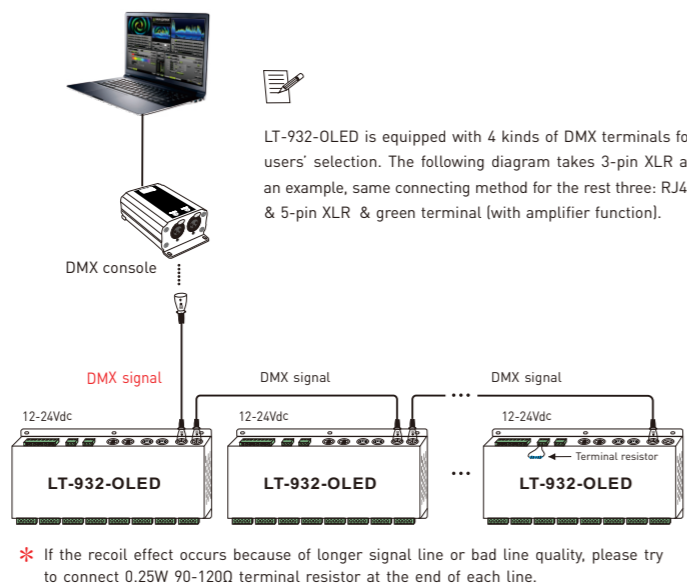 LT-932-OLED is equipped with 4 kinds of DMX terminals fo
users' selection. The following diagram takes 3-pin XLR a
an example, same connecting method for the rest three: RJ4
& 5-pin XLR & green terminal (with amplifier function).
DMX console
DMX signal
DMX signal
DMX signal
12-24Vdc
12-24Vdc
12-24Vdc
Terminal resistor
LT-932-OLED
LT-932-OLED
LT-932-OLED
* If the recoil effect occurs because of longer signal line or bad line quality, please try
to connect 0.25W 90-120Ω terminal resistor at the end of each line.